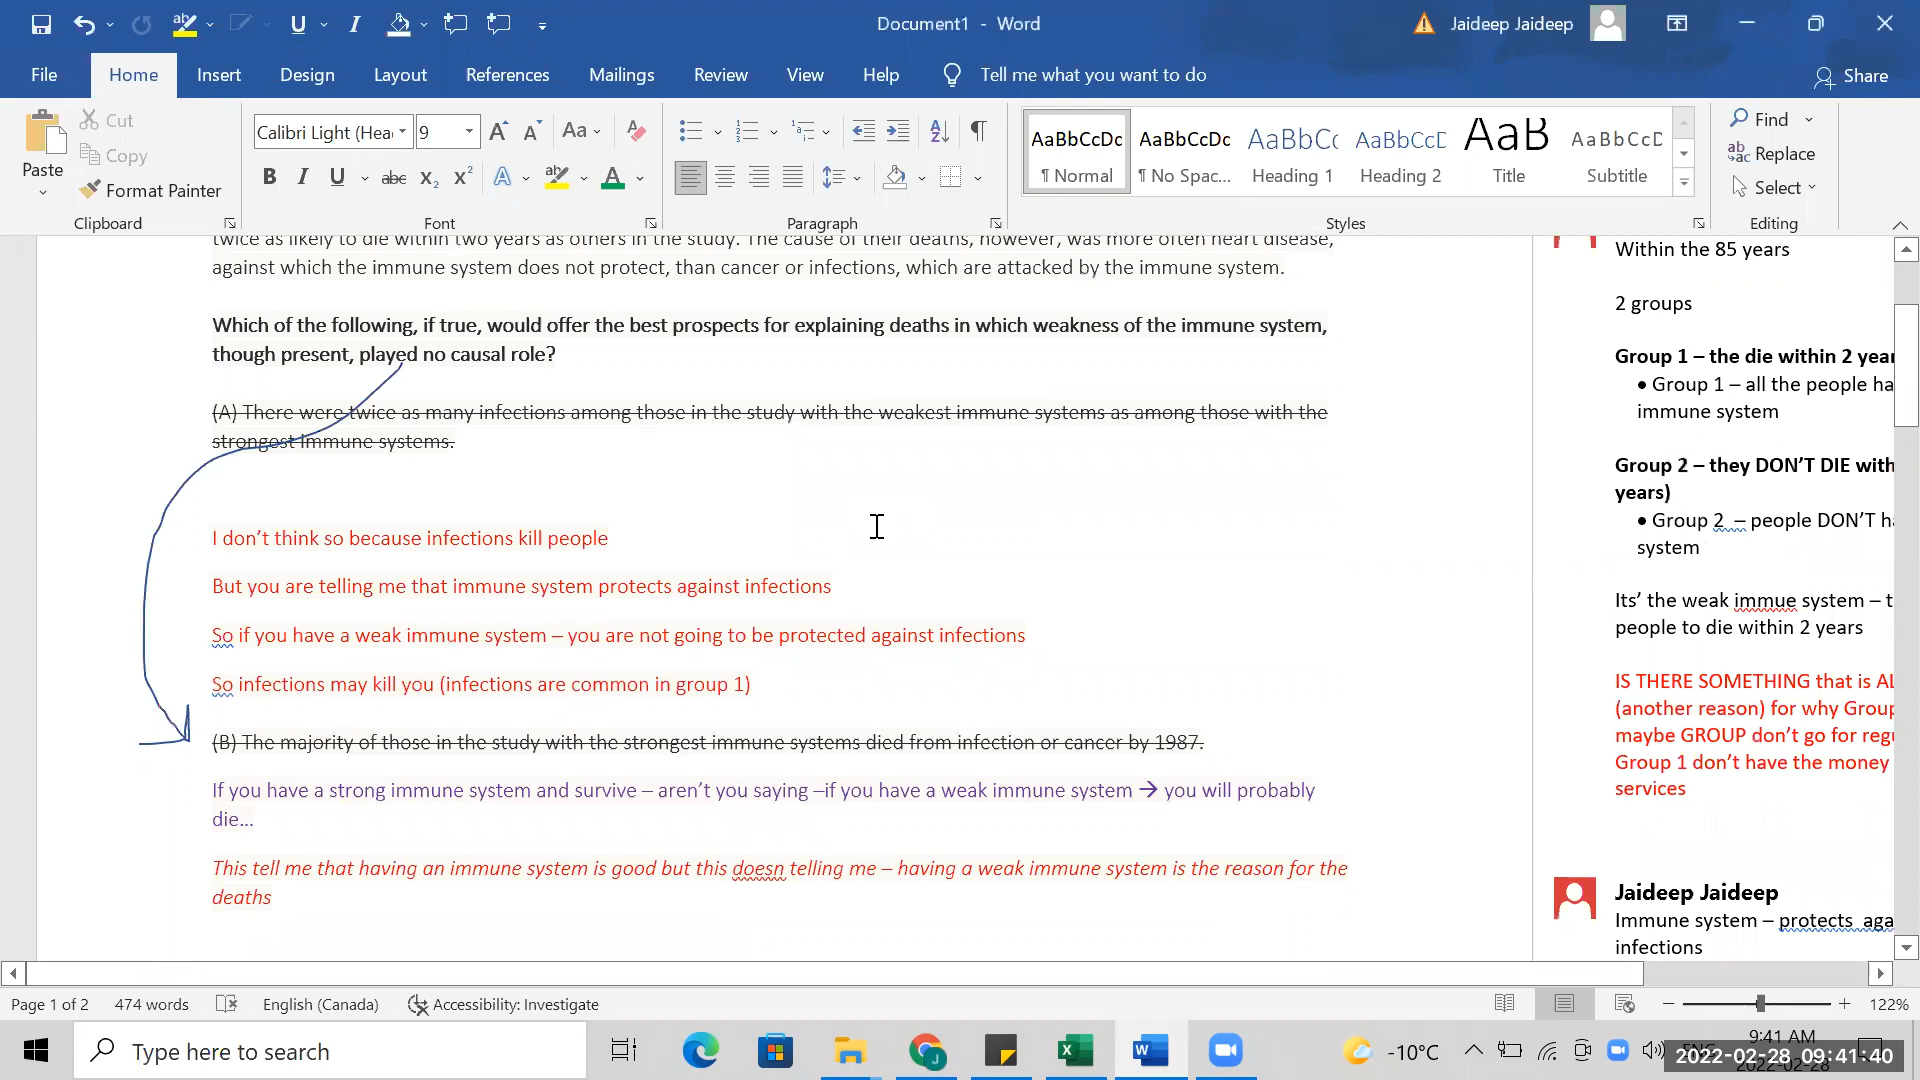 Document1 - Word
Jaideep Jaideep
File Home Insert Design Layout References Mailings Review View Help Tell me what you want to do Share
Paste
Cut
Copy
Format Painter
Clipboard
Calibri Light (Hea 9
Font
Paragraph
AaBbCcDc AaBbCcDc AaBbCc AaBbCcD AaB AaBbCcD
¶ Normal ¶ No Spac... Heading 1 Heading 2 Title Subtitle
Styles
Find
Replace
Select
Editing
twice as likely to die within two years as others in the study. The cause of their deaths, however, was more often heart disease,
against which the immune system does not protect, than cancer or infections, which are attacked by the immune system.
Which of the following, if true, would offer the best prospects for explaining deaths in which weakness of the immune system,
though present, played no causal role?
(A) There were twice as many infections among those in the study with the weakest immune systems as among those with the
strongest immune systems.
I don't think so because infections kill people
But you are telling me that immune system protects against infections
So if you have a weak immune system – you are not going to be protected against infections
So infections may kill you (infections are common in group 1)
(B) The majority of those in the study with the strongest immune systems died from infection or cancer by 1987.
If you have a strong immune system and survive – aren't you saying –if you have a weak immune system → you will probably
die...
This tell me that having an immune system is good but this doesn telling me – having a weak immune system is the reason for the
deaths
Within the 85 years
2 groups
Group 1 – the die within 2 year
• Group 1 – all the people ha
immune system
Group 2 – they DON'T DIE with
years)
• Group 2 – people DON'T ha
system
Its' the weak immue system – t
people to die within 2 years
IS THERE SOMETHING that is AL
(another reason) for why Group
maybe GROUP don't go for regu
Group 1 don't have the money
services
Jaideep Jaideep
Immune system – protects aga
infections
Page 1 of 2 474 words English (Canada) Accessibility: Investigate 122%
Type here to search
-10°C
9:41 AM
2022-02-28 09:41:40